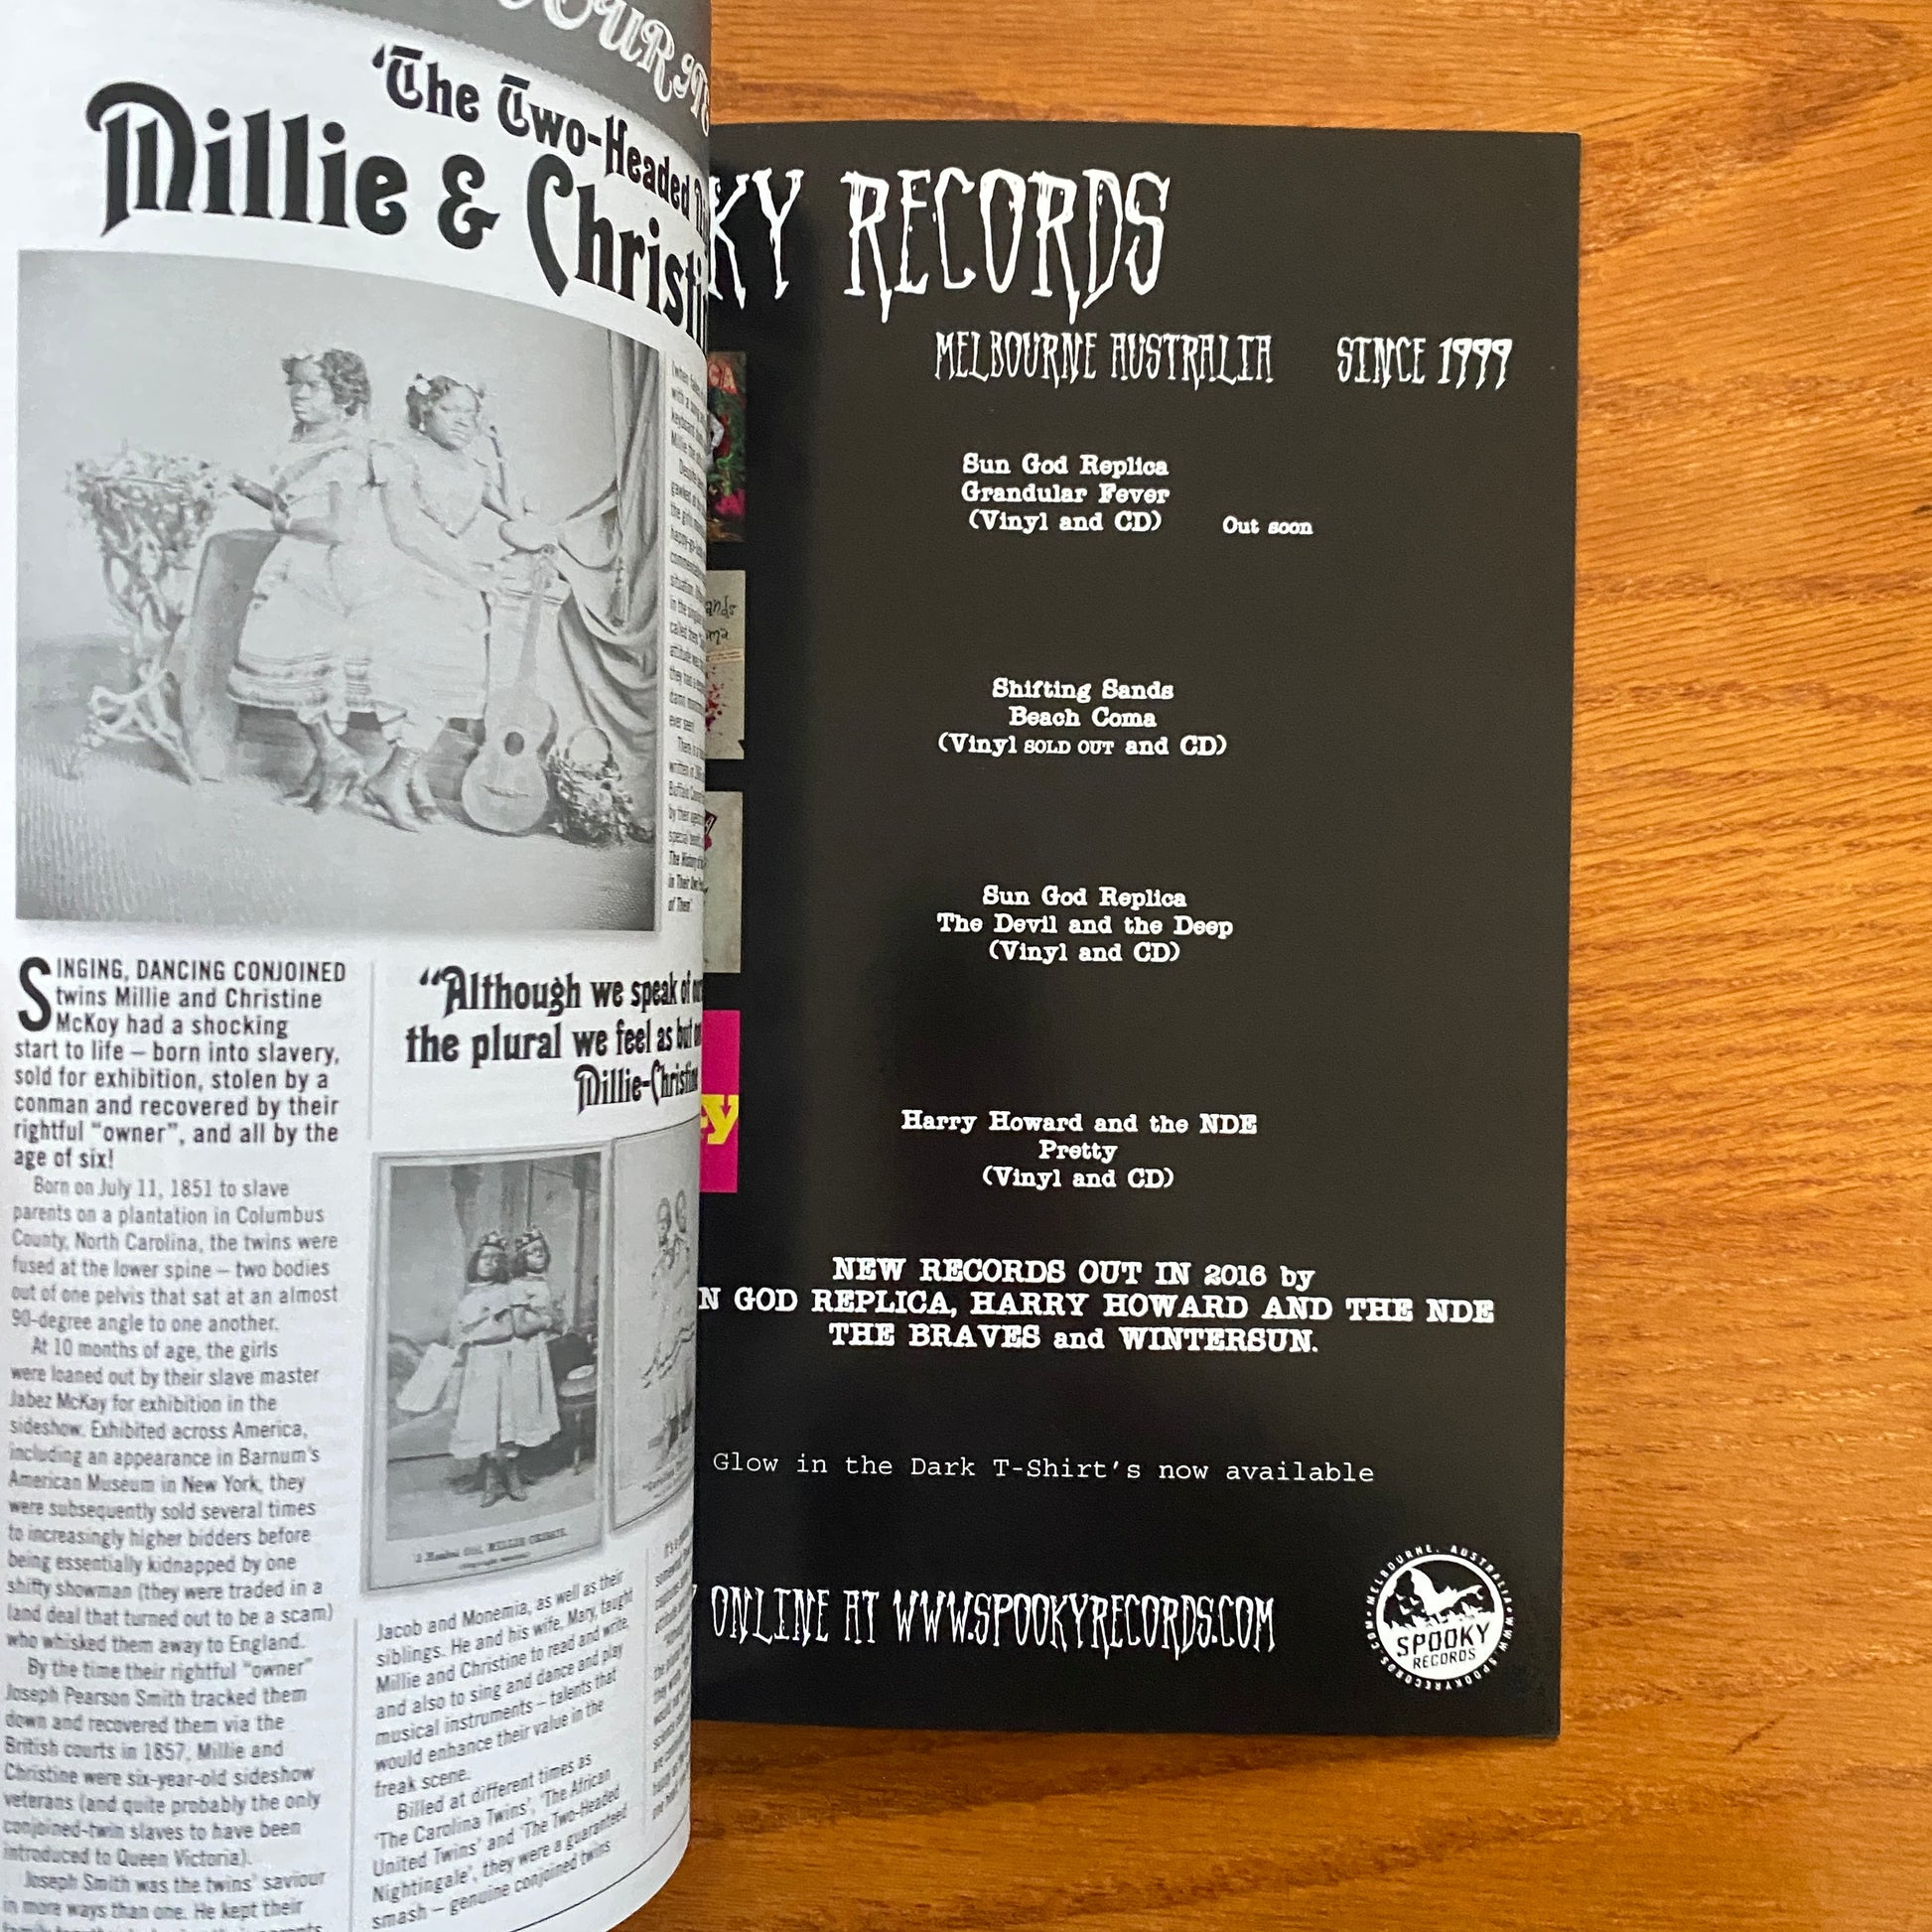 'The Two-Headed
Millie &
INGING, DANCING CONJOINED
twins Millie and Christine
McKoy had a shocking
start to life – born into slavery,
sold for exhibition, stolen by a
conman and recovered by their
rightful "owner", and all by the
age of six!
Born on July 11, 1851 to slave
parents on a plantation in Columbus
County, North Carolina, the twins were
fused at the lower spine – two bodies
out of one pelvis that sat at an almost
90-degree angle to one another.
At 10 months of age, the girls
were loaned out by their slave master
Jabez McKay for exhibition in the
sideshow. Exhibited across America,
including an appearance in Barnum's
American Museum in New York, they
were subsequently sold several times
to increasingly higher bidders before
being essentially kidnapped by one
shifty showman (they were traded in a
land deal that turned out to be a scam)
who whisked them away to England.
By the time their rightful "owner"
Joseph Pearson Smith tracked them
down and recovered them via the
British courts in 1857, Millie and
Christine were six-year-old sideshow
veterans (and quite probably the only
conjoined-twin slaves to have been
introduced to Queen Victoria).
Joseph Smith was the twins' saviour
in more ways than one. He kept their
"Although we speak of
the plural we feel as but
Millie-Christine
Jacob and Monemia, as well as their
siblings. He and his wife, Mary, taught
Millie and Christine to read and write,
and also to sing and dance and play
musical instruments – talents that
would enhance their value in the
freak scene.
Billed at different times as
'The Carolina Twins', 'The African
United Twins' and 'The Two-Headed
Nightingale', they were a guaranteed
smash – genuine conjoined twins
KY RECORDS
MELBOURNE AUSTRALIA SINCE 1999
Sun God Replica
Grandular Fever
(Vinyl and CD) Out soon
Shifting Sands
Beach Coma
(Vinyl SOLD OUT and CD)
Sun God Replica
The Devil and the Deep
(Vinyl and CD)
Harry Howard and the NDE
Pretty
(Vinyl and CD)
NEW RECORDS OUT IN 2016 by
N GOD REPLICA, HARRY HOWARD AND THE NDE
THE BRAVES and WINTERSUN.
Glow in the Dark T-Shirt's now available
ONLINE AT WWW.SPOOKYRECORDS.COM
MELBOURNE. AUSTRALIA
WWW.SPOOKYRECORDS.COM
SPOOKY
RECORDS